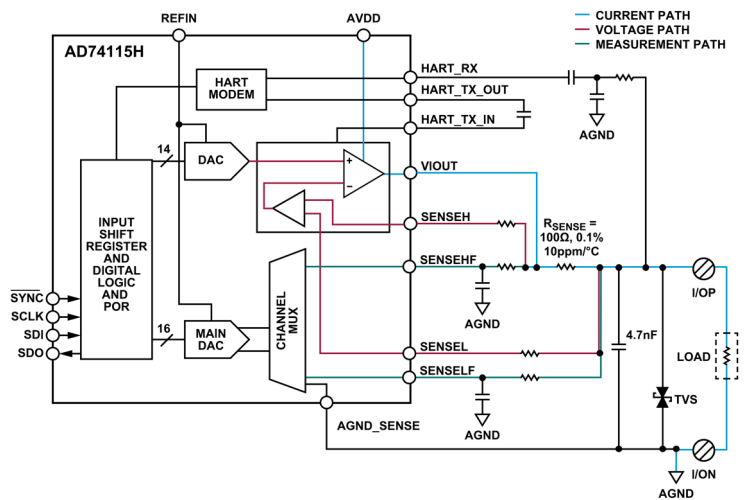 REFIN
AVDD
CURRENT PATH
VOLTAGE PATH
MEASUREMENT PATH
AD74115H
HART
MODEM
HART_RX
HART_TX_OUT
HART_TX_IN
AGND
14
DAC
+
−
VIOUT
SENSEH
RSENSE =
100Ω, 0.1%
10ppm/°C
INPUT
SHIFT
REGISTER
AND
DIGITAL
LOGIC
AND
POR
SYNC
SCLK
SDI
SDO
16
MAIN
DAC
CHANNEL
MUX
SENSEHF
AGND
SENSEL
SENSELF
AGND
AGND_SENSE
4.7nF
TVS
I/OP
LOAD
I/ON
AGND